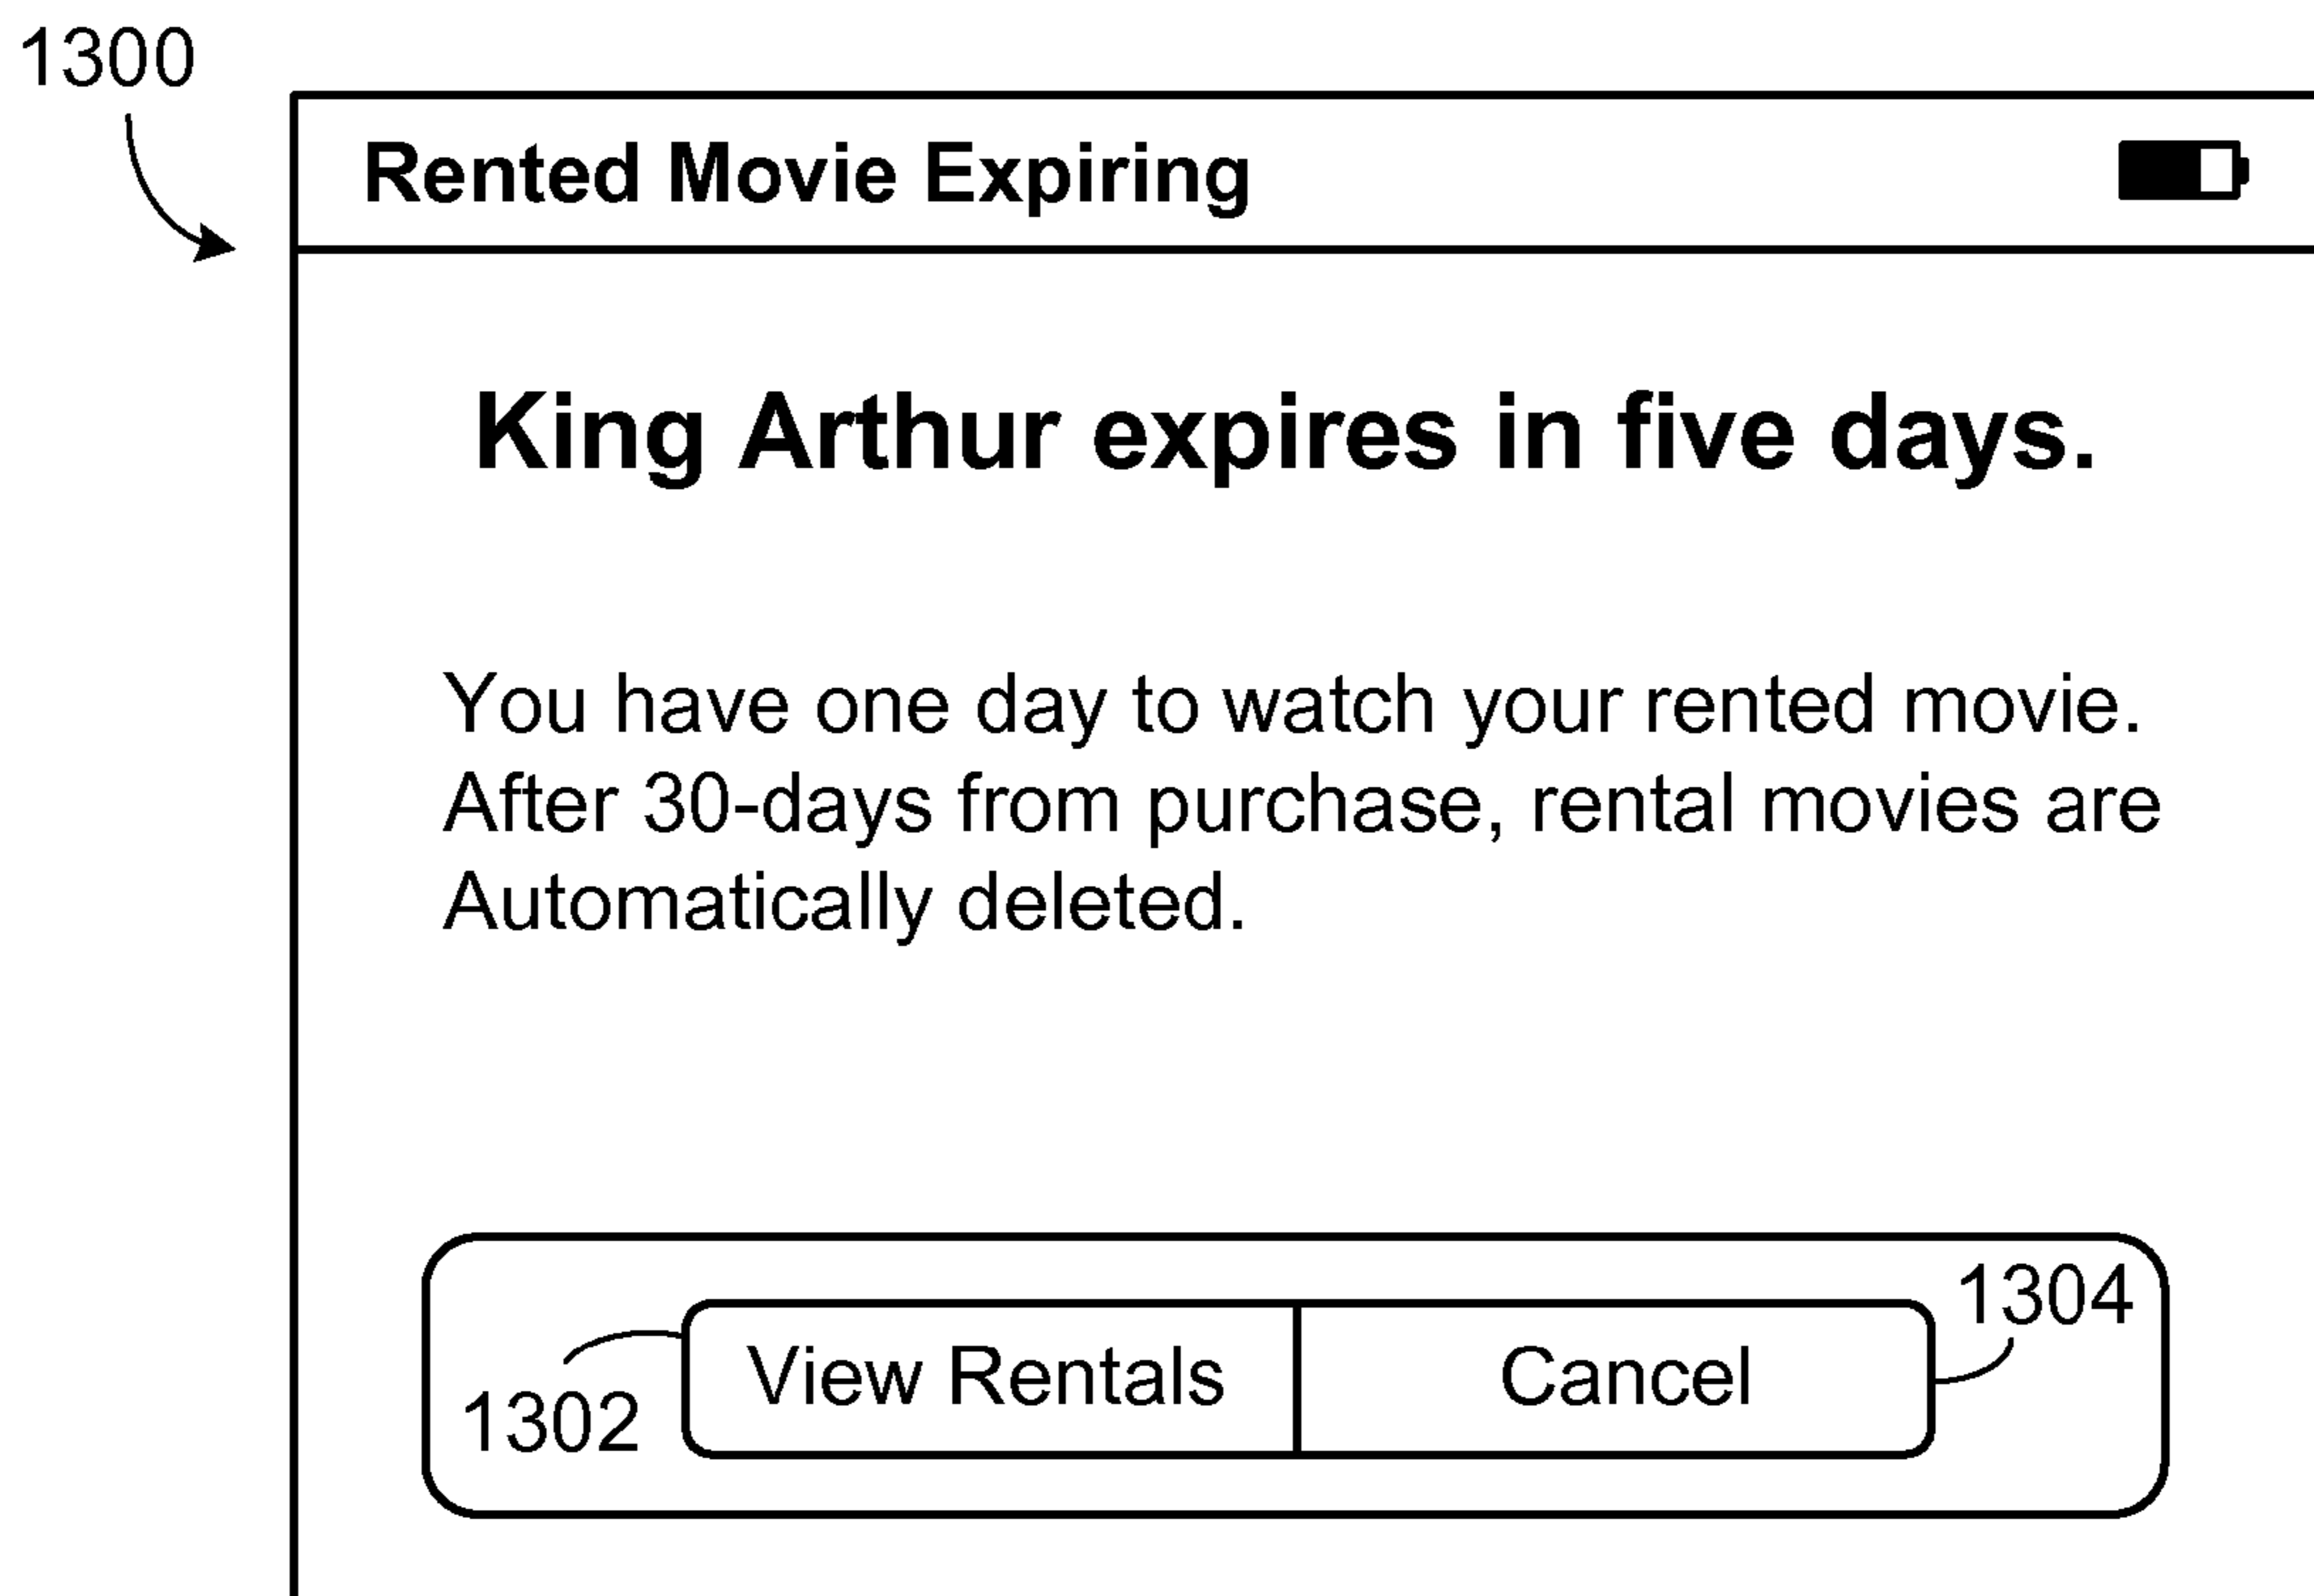 1300
Rented Movie Expiring
King Arthur expires in five days.
You have one day to watch your rented movie.
After 30-days from purchase, rental movies are
Automatically deleted.
1304
View Rentals Cancel
1302